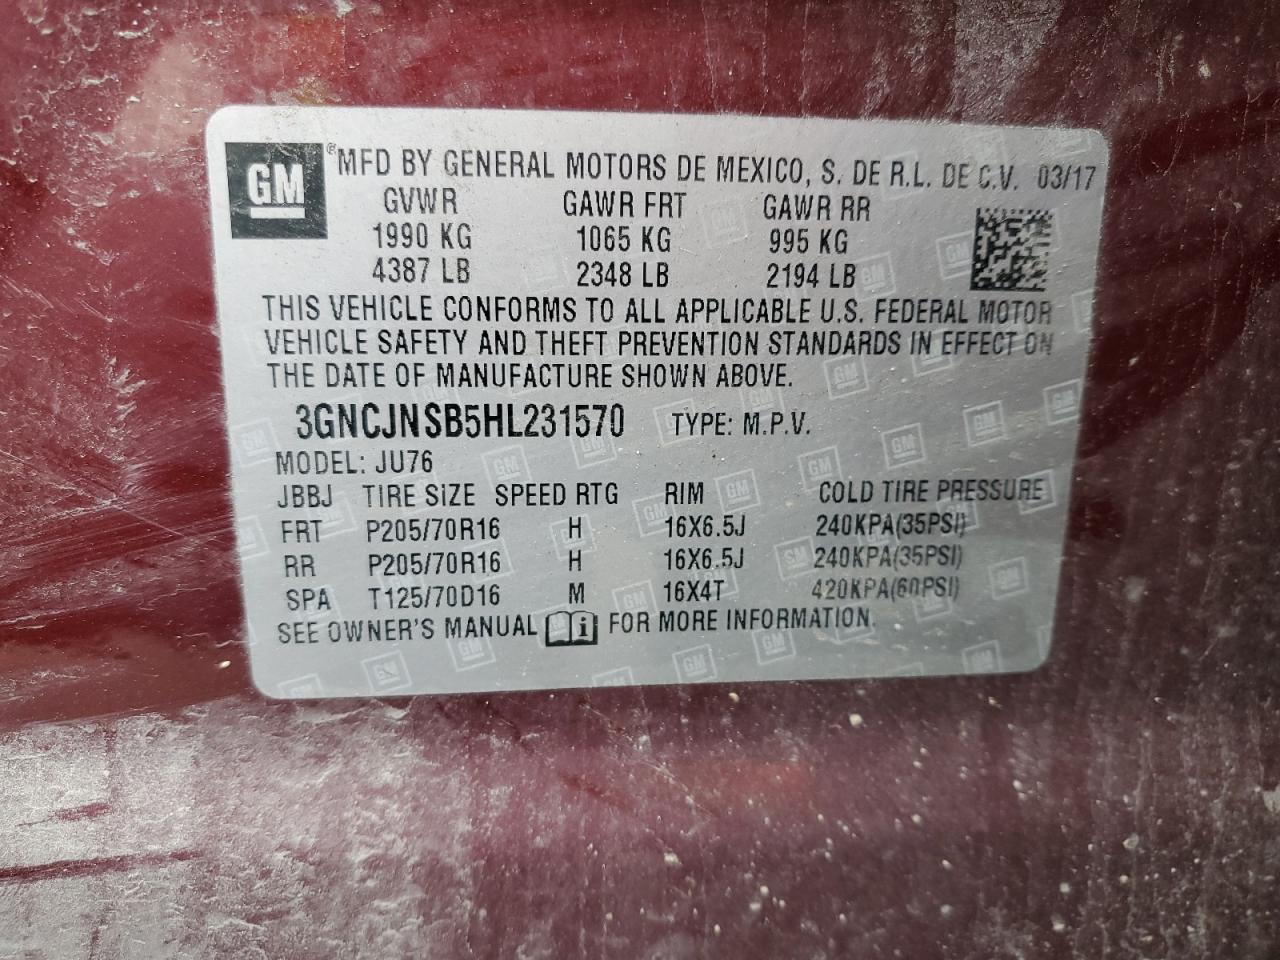 GM
®MFD BY GENERAL MOTORS DE MEXICO, S. DE R.L. DE C.V. 03/17
GVWR GAWR FRT GAWR RR
1990 KG 1065 KG 995 KG
4387 LB 2348 LB 2194 LB
THIS VEHICLE CONFORMS TO ALL APPLICABLE U.S. FEDERAL MOTOR
VEHICLE SAFETY AND THEFT PREVENTION STANDARDS IN EFFECT ON
THE DATE OF MANUFACTURE SHOWN ABOVE.
3GNCJNSB5HL231570 TYPE: M.P.V.
MODEL: JU76
JBBJ TIRE SIZE SPEED RTG RIM COLD TIRE PRESSURE
FRT P205/70R16 H 16X6.5J 240KPA(35PSI)
RR P205/70R16 H 16X6.5J 240KPA(35PSI)
SPA T125/70D16 M 16X4T 420KPA(60PSI)
SEE OWNER'S MANUAL i FOR MORE INFORMATION.